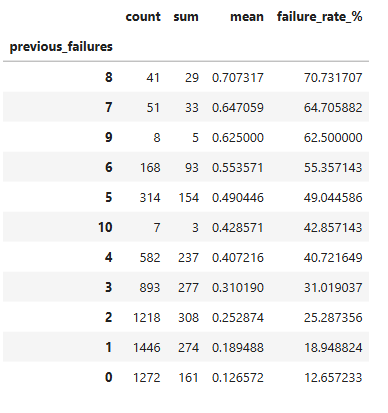 count sum mean failure_rate_%
previous_failures
8 41 29 0.707317 70.731707
7 51 33 0.647059 64.705882
9 8 5 0.625000 62.500000
6 168 93 0.553571 55.357143
5 314 154 0.490446 49.044586
10 7 3 0.428571 42.857143
4 582 237 0.407216 40.721649
3 893 277 0.310190 31.019037
2 1218 308 0.252874 25.287356
1 1446 274 0.189488 18.948824
0 1272 161 0.126572 12.657233